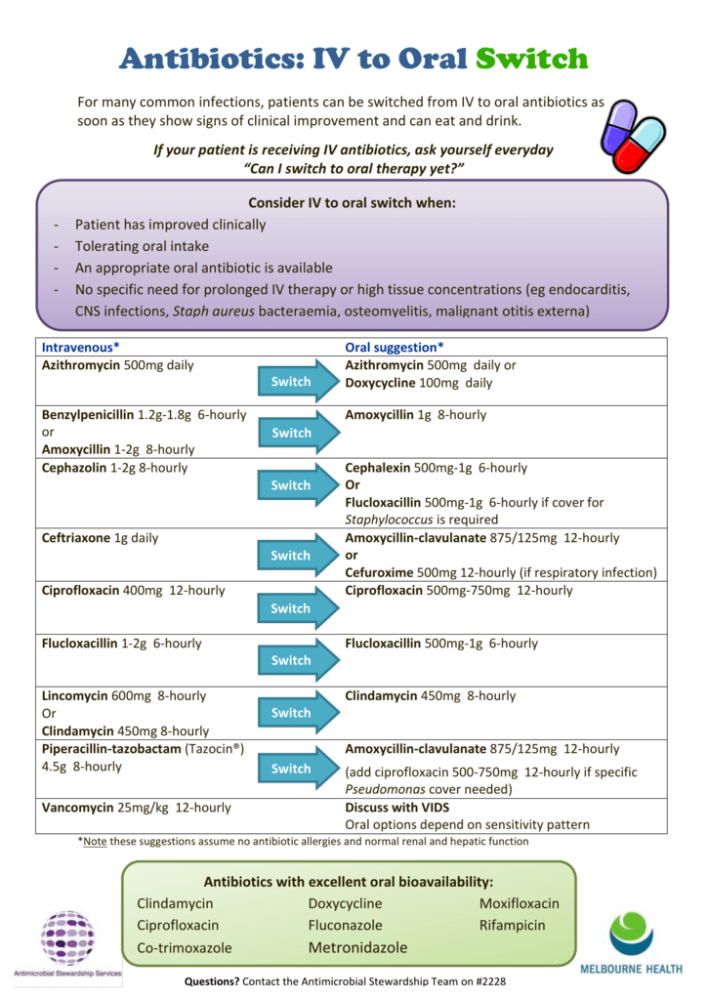 Antibiotics: IV to Oral Switch
For many common infections, patients can be switched from IV to oral antibiotics as
soon as they show signs of clinical improvement and can eat and drink.
If your patient is receiving IV antibiotics, ask yourself everyday
“Can I switch to oral therapy yet?”
Consider IV to oral switch when:
- Patient has improved clinically
- Tolerating oral intake
- An appropriate oral antibiotic is available
- No specific need for prolonged IV therapy or high tissue concentrations (eg endocarditis,
CNS infections, Staph aureus bacteraemia, osteomyelitis, malignant otitis externa)
Intravenous*
Oral suggestion*
Azithromycin 500mg daily
Switch
Azithromycin 500mg daily or
Doxycycline 100mg daily
Benzylpenicillin 1.2g-1.8g 6-hourly
or
Amoxycillin 1-2g 8-hourly
Switch
Amoxycillin 1g 8-hourly
Cephazolin 1-2g 8-hourly
Switch
Cephalexin 500mg-1g 6-hourly
Or
Flucloxacillin 500mg-1g 6-hourly if cover for
Staphylococcus is required
Ceftriaxone 1g daily
Switch
Amoxycillin-clavulanate 875/125mg 12-hourly
or
Cefuroxime 500mg 12-hourly (if respiratory infection)
Ciprofloxacin 400mg 12-hourly
Switch
Ciprofloxacin 500mg-750mg 12-hourly
Flucloxacillin 1-2g 6-hourly
Switch
Flucloxacillin 500mg-1g 6-hourly
Lincomycin 600mg 8-hourly
Or
Clindamycin 450mg 8-hourly
Switch
Clindamycin 450mg 8-hourly
Piperacillin-tazobactam (Tazocin®)
4.5g 8-hourly
Switch
Amoxycillin-clavulanate 875/125mg 12-hourly
(add ciprofloxacin 500-750mg 12-hourly if specific
Pseudomonas cover needed)
Vancomycin 25mg/kg 12-hourly
Discuss with VIDS
Oral options depend on sensitivity pattern
*Note these suggestions assume no antibiotic allergies and normal renal and hepatic function
Antibiotics with excellent oral bioavailability:
Clindamycin Doxycycline Moxifloxacin
Ciprofloxacin Fluconazole Rifampicin
Co-trimoxazole Metronidazole
Antimicrobial Stewardship Services
MELBOURNE HEALTH
Questions? Contact the Antimicrobial Stewardship Team on #2228